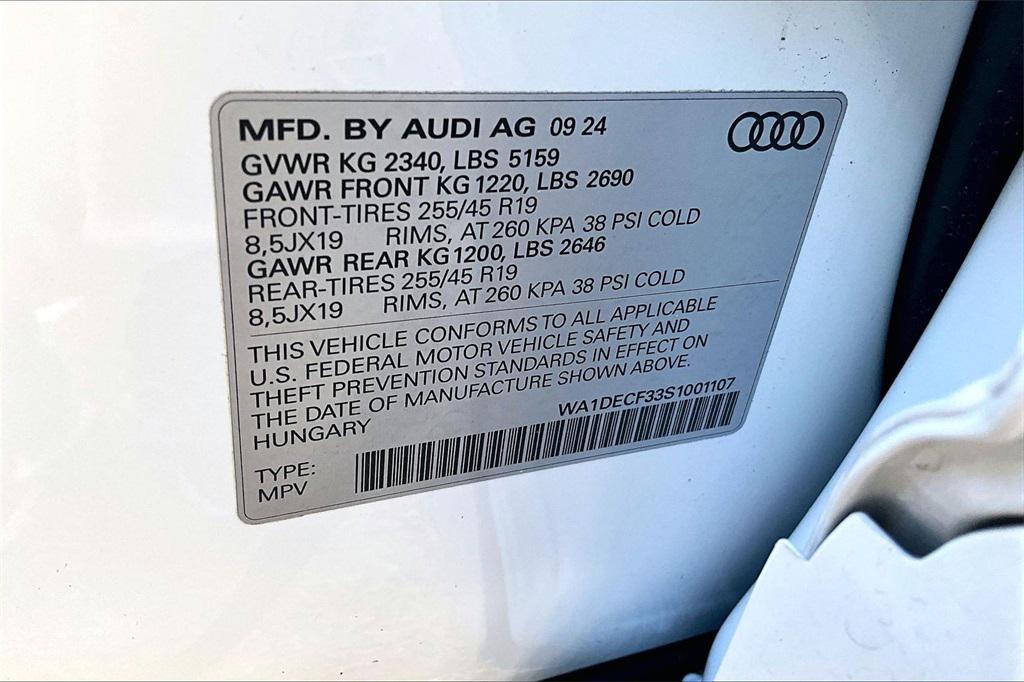 MFD. BY AUDI AG 09 24
GVWR KG 2340, LBS 5159
GAWR FRONT KG 1220, LBS 2690
FRONT-TIRES 255/45 R19
8,5JX19 RIMS, AT 260 KPA 38 PSI COLD
GAWR REAR KG 1200, LBS 2646
REAR-TIRES 255/45 R19
8,5JX19 RIMS, AT 260 KPA 38 PSI COLD
THIS VEHICLE CONFORMS TO ALL APPLICABLE
U.S. FEDERAL MOTOR VEHICLE SAFETY AND
THEFT PREVENTION STANDARDS IN EFFECT ON
THE DATE OF MANUFACTURE SHOWN ABOVE.
HUNGARY
WA1DECF33S1001107
TYPE:
MPV